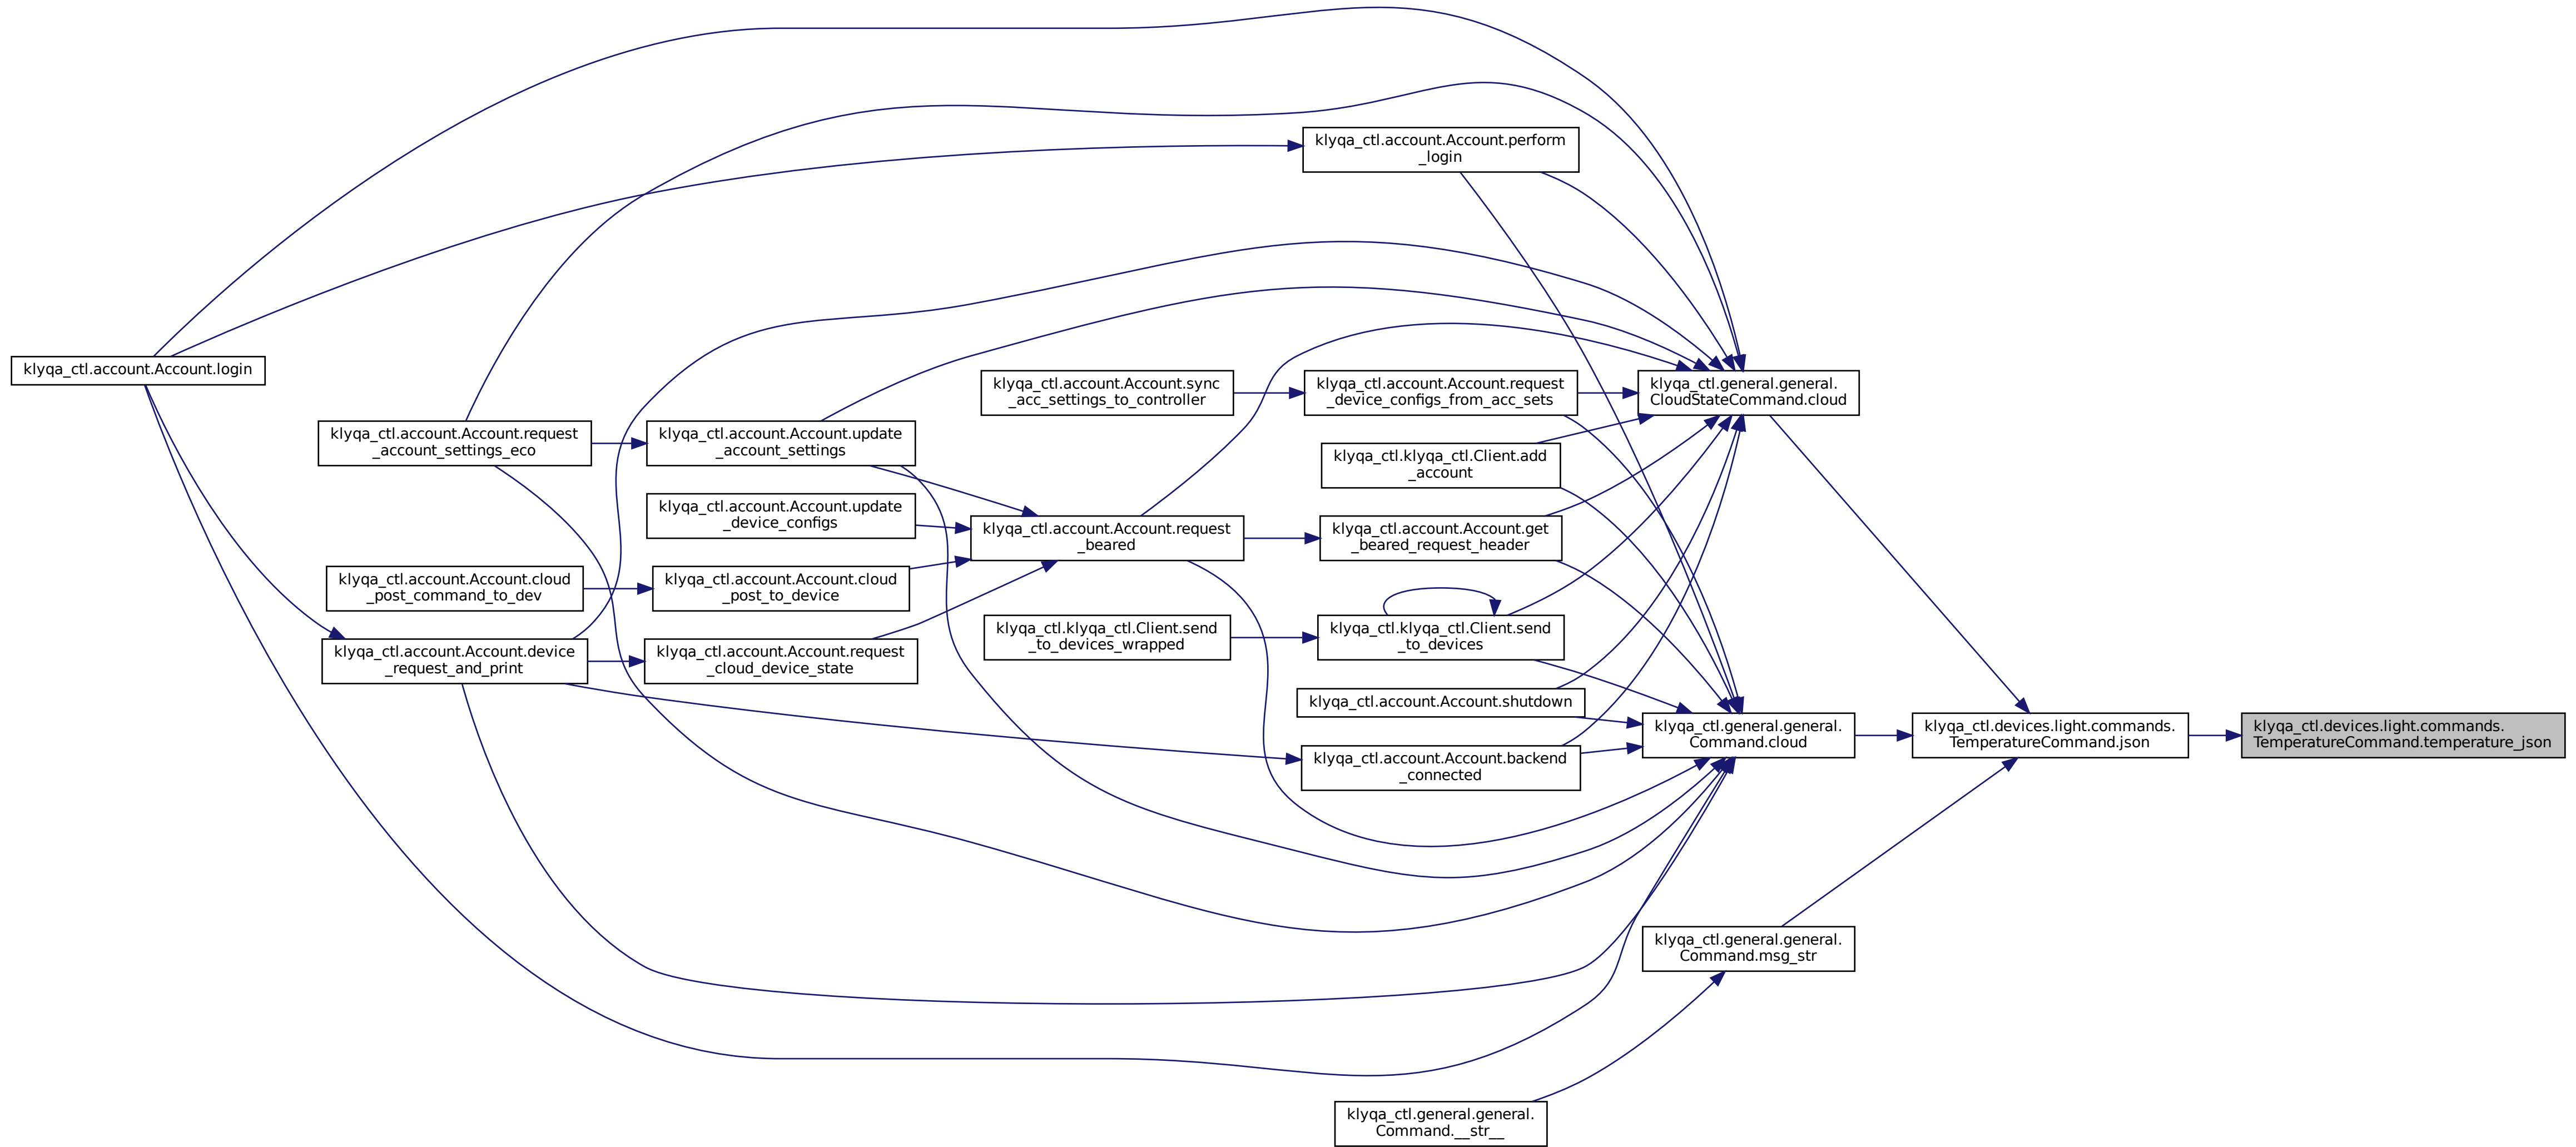 klyqa_ctl.account.Account.perform
_login
klyqa_ctl.account.Account.login
klyqa_ctl.account.Account.sync
_acc_settings_to_controller
klyqa_ctl.account.Account.request
_device_configs_from_acc_sets
klyqa_ctl.general.general.
CloudStateCommand.cloud
klyqa_ctl.account.Account.request
_account_settings_eco
klyqa_ctl.account.Account.update
_account_settings
klyqa_ctl.klyqa_ctl.Client.add
_account
klyqa_ctl.account.Account.update
_device_configs
klyqa_ctl.account.Account.request
_beared
klyqa_ctl.account.Account.get
_beared_request_header
klyqa_ctl.account.Account.cloud
_post_command_to_dev
klyqa_ctl.account.Account.cloud
_post_to_device
klyqa_ctl.klyqa_ctl.Client.send
_to_devices_wrapped
klyqa_ctl.klyqa_ctl.Client.send
_to_devices
klyqa_ctl.account.Account.device
_request_and_print
klyqa_ctl.account.Account.request
_cloud_device_state
klyqa_ctl.account.Account.shutdown
klyqa_ctl.general.general.
Command.cloud
klyqa_ctl.devices.light.commands.
TemperatureCommand.json
klyqa_ctl.devices.light.commands.
TemperatureCommand.temperature_json
klyqa_ctl.account.Account.backend
_connected
klyqa_ctl.general.general.
Command.msg_str
klyqa_ctl.general.general.
Command.__str__